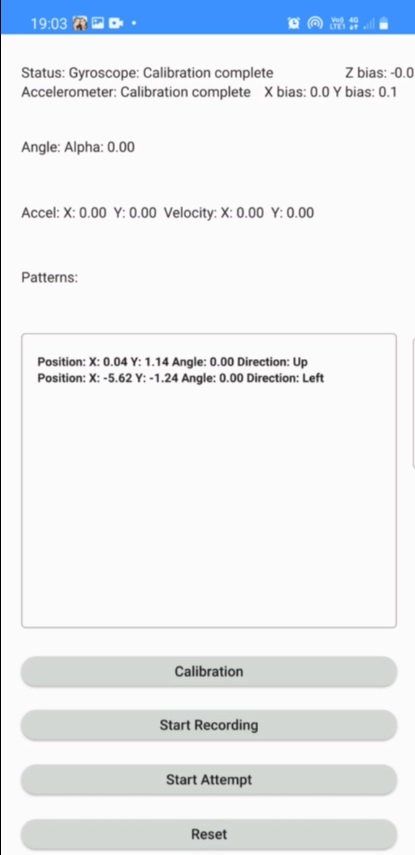 19:03
Vo) 4G
LTE1
Status: Gyroscope: Calibration complete Z bias: -0.0
Accelerometer: Calibration complete X bias: 0.0 Y bias: 0.1
Angle: Alpha: 0.00
Accel: X: 0.00 Y: 0.00 Velocity: X: 0.00 Y: 0.00
Patterns:
Position: X: 0.04 Y: 1.14 Angle: 0.00 Direction: Up
Position: X: -5.62 Y: -1.24 Angle: 0.00 Direction: Left
Calibration
Start Recording
Start Attempt
Reset